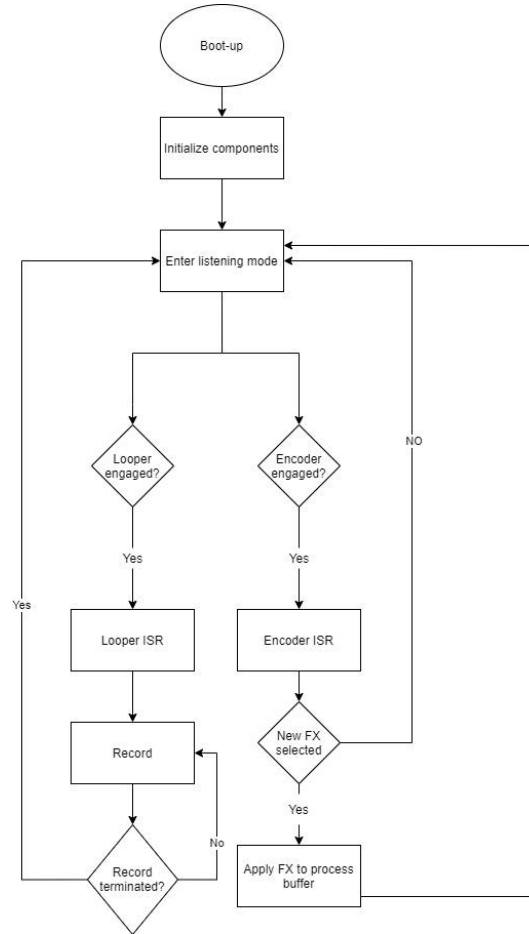 Boot-up
Initialize components
Enter listening mode
Looper
engaged?
Encoder
engaged?
NO
Yes
Yes
Yes
Looper ISR
Encoder ISR
New FX
selected
Record
Yes
No
Record
terminated?
Apply FX to process
buffer